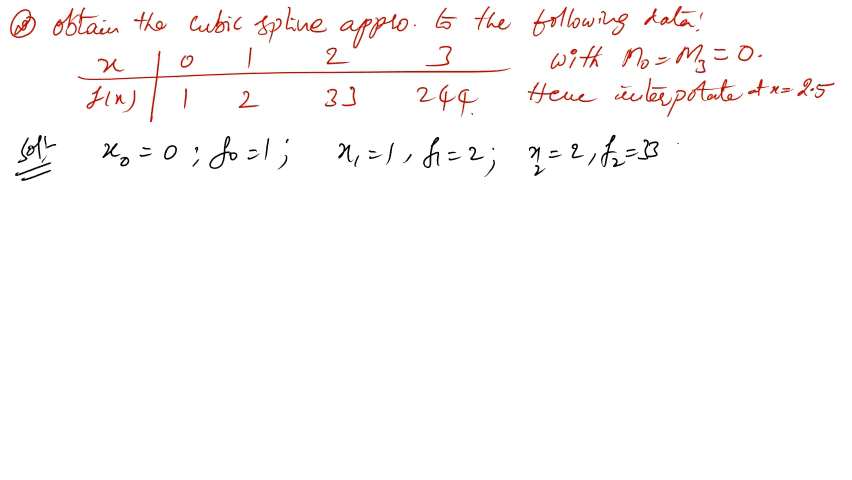 obtain the cubic spline appro. to the following data!
x 0 1 2 3 with M₀ = M₃ = 0.
f(x) 1 2 33 244 Hence interpolate at x = 2.5
Sol:- x₀ = 0 ; f₀ = 1 ; x₁ = 1 , f₁ = 2 ; x₂ = 2 , f₂ = 33